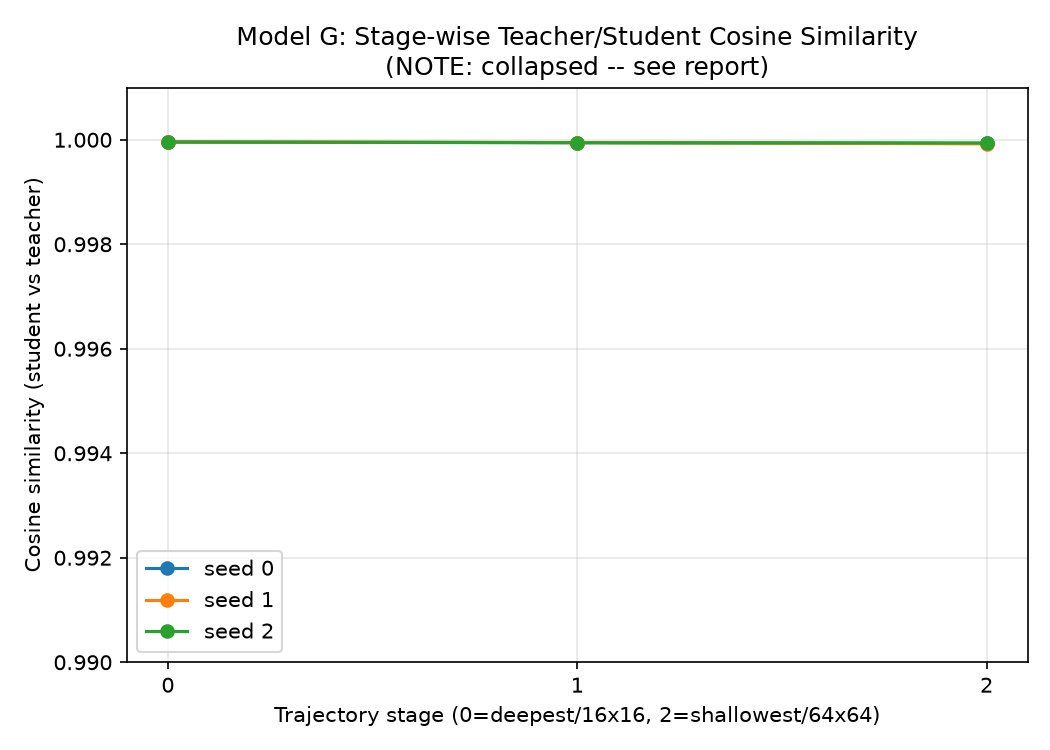 Model G: Stage-wise Teacher/Student Cosine Similarity
(NOTE: collapsed -- see report)
Cosine similarity (student vs teacher)
1.000
0.998
0.996
0.994
0.992
0.990
seed 0
seed 1
seed 2
0
1
2
Trajectory stage (0=deepest/16x16, 2=shallowest/64x64)